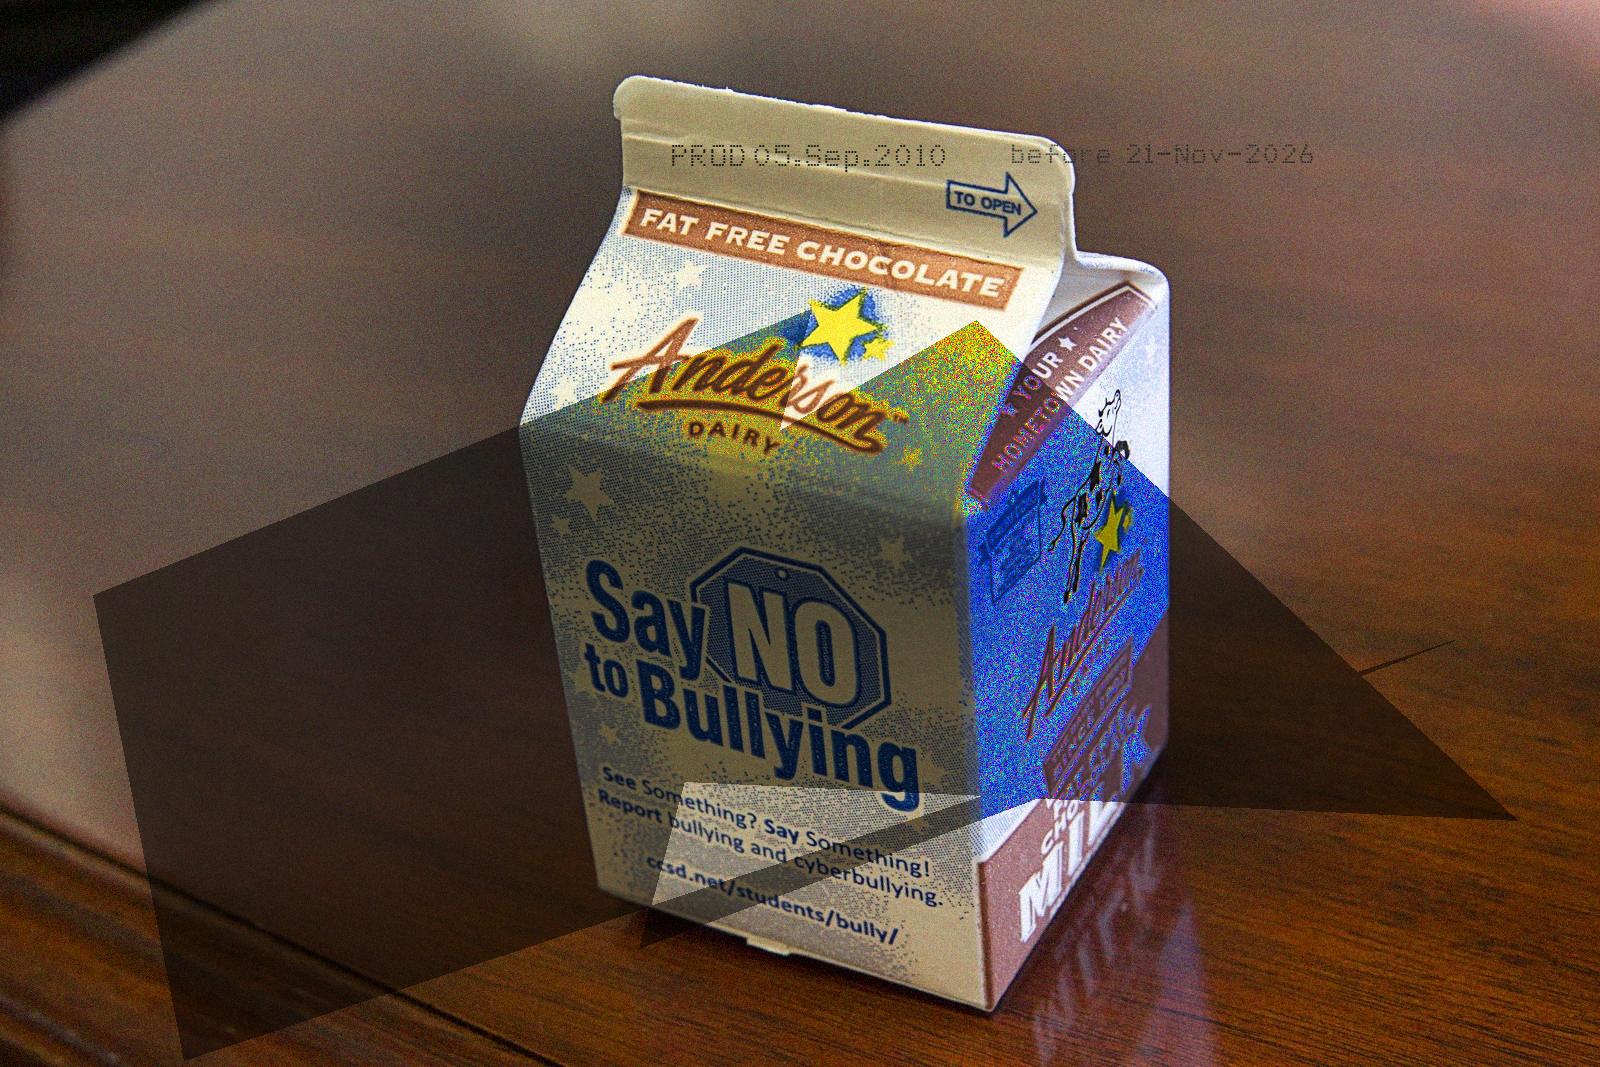 PROD 05.Sep.2010 before 21-Nov-2026
TO OPEN
FAT FREE CHOCOLATE
Anderson
DAIRY
YOUR
HOMETOWN DAIRY
Say NO
to Bullying
See Something? Say Something!
Report bullying and cyberbullying.
ccsd.net/students/bully/
Anderson
MILK